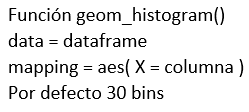 Función geom_histogram()
data = dataframe
mapping = aes( X = columna )
Por defecto 30 bins